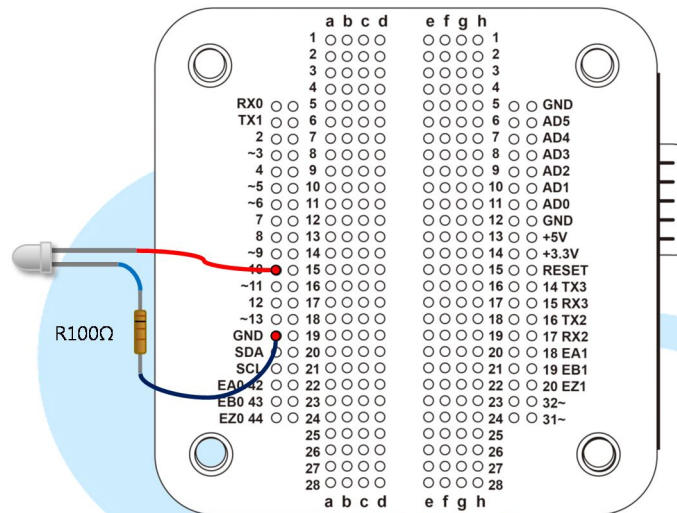 a b c d e f g h
1 1
2 2
3 3
4 4
RX0 5 5 GND
TX1 6 6 AD5
2 7 7 AD4
~3 8 8 AD3
4 9 9 AD2
~5 10 10 AD1
~6 11 11 AD0
7 12 12 GND
8 13 13 +5V
~9 14 14 +3.3V
10 15 15 RESET
~11 16 16 14 TX3
12 17 17 15 RX3
~13 18 18 16 TX2
R100Ω
GND 19 19 17 RX2
SDA 20 20 18 EA1
SCL 21 21 19 EB1
EA0 42 22 22 20 EZ1
EB0 43 23 23 32~
EZ0 44 24 24 31~
25 25
26 26
27 27
28 28
a b c d e f g h